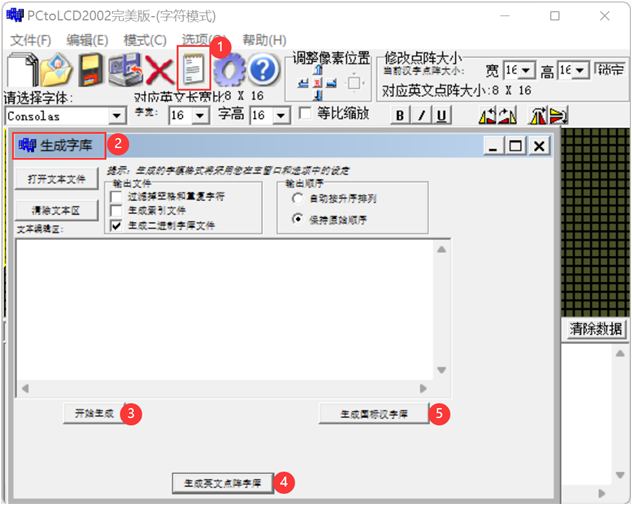 PCtoLCD2002完美版-(字符模式)
文件(F) 编辑(E) 模式(C) 选项(O) 帮助(H)
1
调整像素位置
修改点阵大小
当前汉字点阵大小: 宽 16 高 16 锁定
对应英文点阵大小:8 X 16
请选择字体: 对应英文长宽比8 X 16
Consolas 字宽: 16 字高 16 等比缩放 B I U
生成字库 2
打开文本文件
提示: 生成的字模格式将采用您在主窗口和选项中的设定
输出文件
输出顺序
过滤掉空格和重复字符
自动按升序排列
清除文本区
生成索引文件
保持原始顺序
生成二进制字库文件
文本编辑区:
清除数据
开始生成 3
生成国标汉字库 5
生成英文点阵字库 4